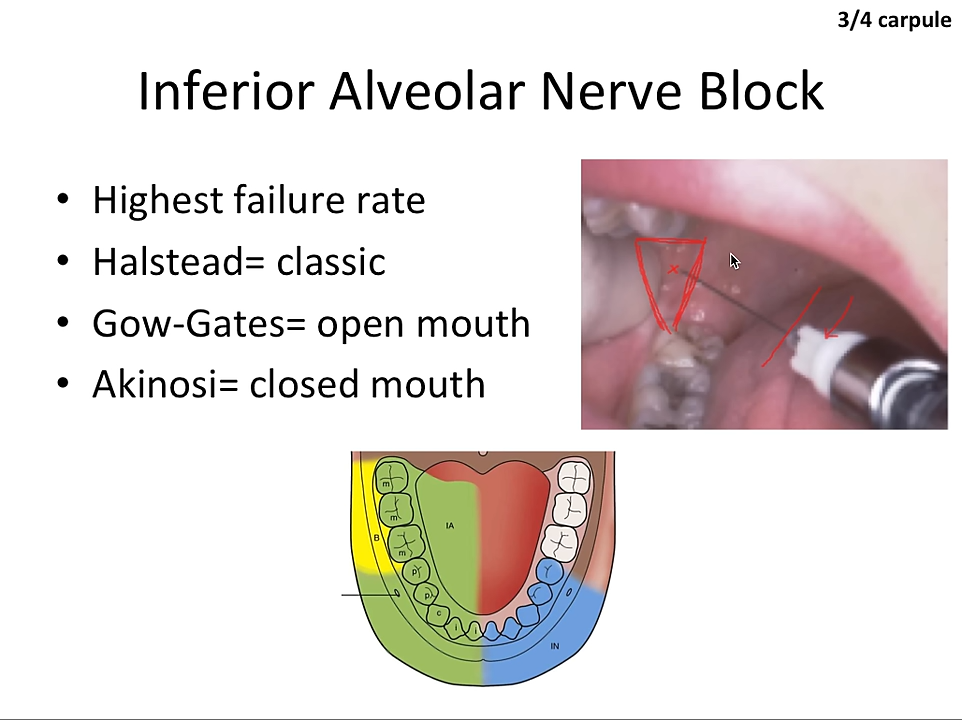 3/4 carpule
Inferior Alveolar Nerve Block
• Highest failure rate
• Halstead= classic
• Gow-Gates= open mouth
• Akinosi= closed mouth
x
m
m
IA
B
m
p
p
c
i
i
IN